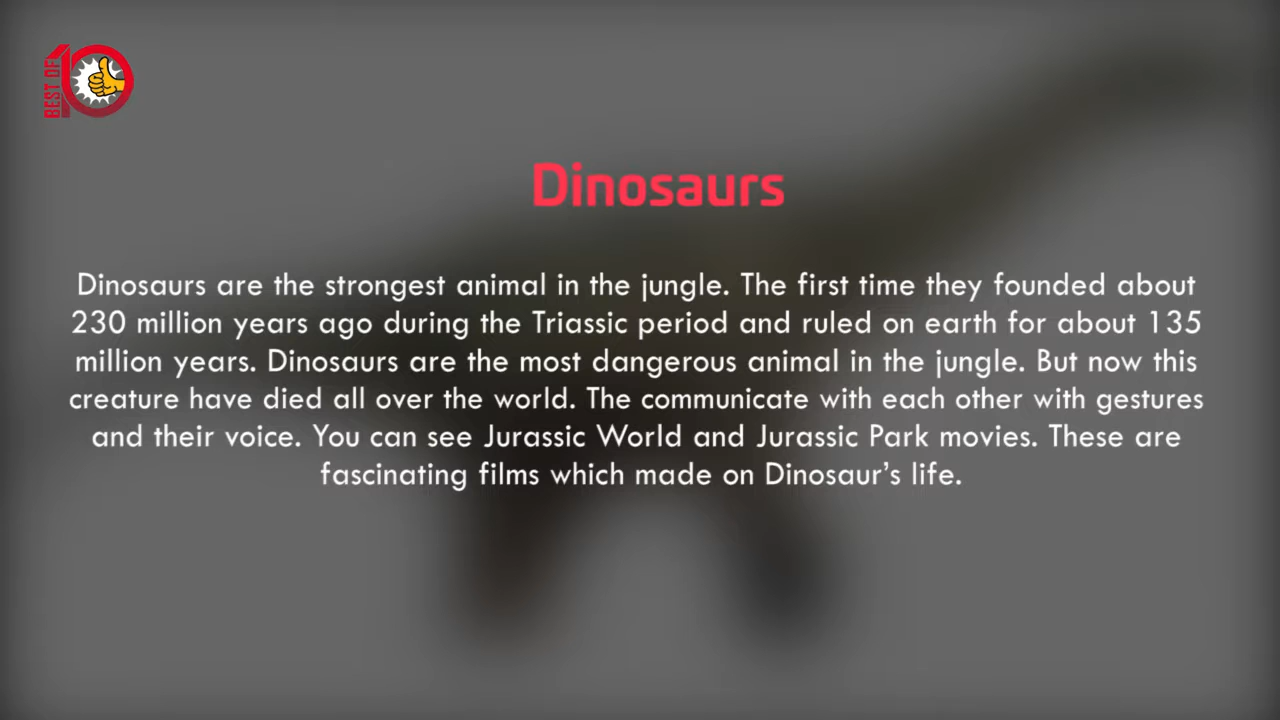 BEST OF 10
Dinosaurs
Dinosaurs are the strongest animal in the jungle. The first time they founded about
230 million years ago during the Triassic period and ruled on earth for about 135
million years. Dinosaurs are the most dangerous animal in the jungle. But now this
creature have died all over the world. The communicate with each other with gestures
and their voice. You can see Jurassic World and Jurassic Park movies. These are
fascinating films which made on Dinosaur’s life.